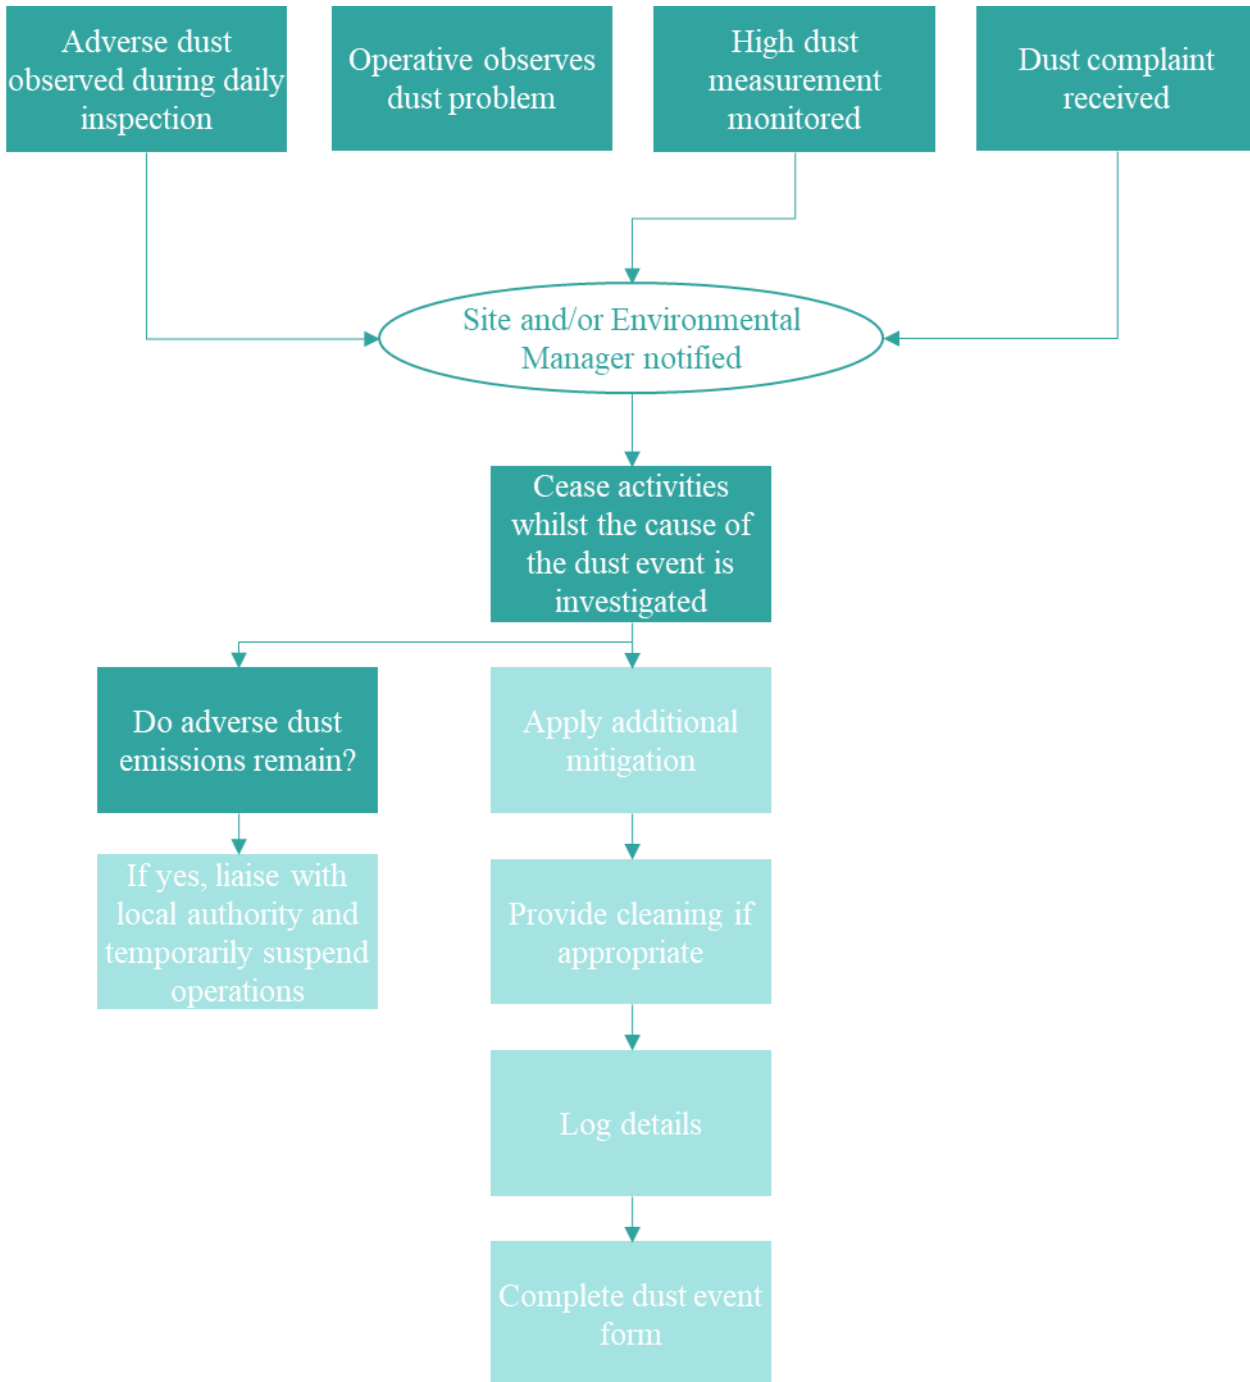 Adverse dust
observed during daily
inspection
Operative observes
dust problem
High dust
measurement
monitored
Dust complaint
received
Site and/or Environmental
Manager notified
Cease activities
whilst the cause of
the dust event is
investigated
Do adverse dust
emissions remain?
Apply additional
mitigation
If yes, liaise with
local authority and
temporarily suspend
operations
Provide cleaning if
appropriate
Log details
Complete dust event
form